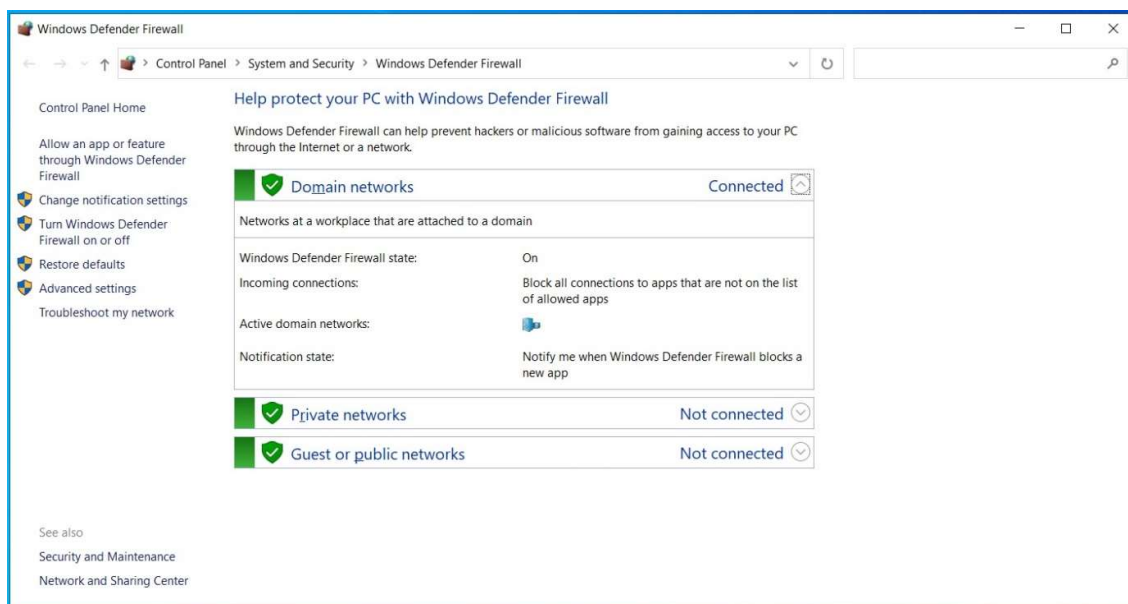 Windows Defender Firewall
Control Panel > System and Security > Windows Defender Firewall
Control Panel Home
Allow an app or feature
through Windows Defender
Firewall
Change notification settings
Turn Windows Defender
Firewall on or off
Restore defaults
Advanced settings
Troubleshoot my network
See also
Security and Maintenance
Network and Sharing Center
Help protect your PC with Windows Defender Firewall
Windows Defender Firewall can help prevent hackers or malicious software from gaining access to your PC
through the Internet or a network.
Domain networks Connected
Networks at a workplace that are attached to a domain
Windows Defender Firewall state: On
Incoming connections: Block all connections to apps that are not on the list
of allowed apps
Active domain networks:
Notification state: Notify me when Windows Defender Firewall blocks a
new app
Private networks Not connected
Guest or public networks Not connected